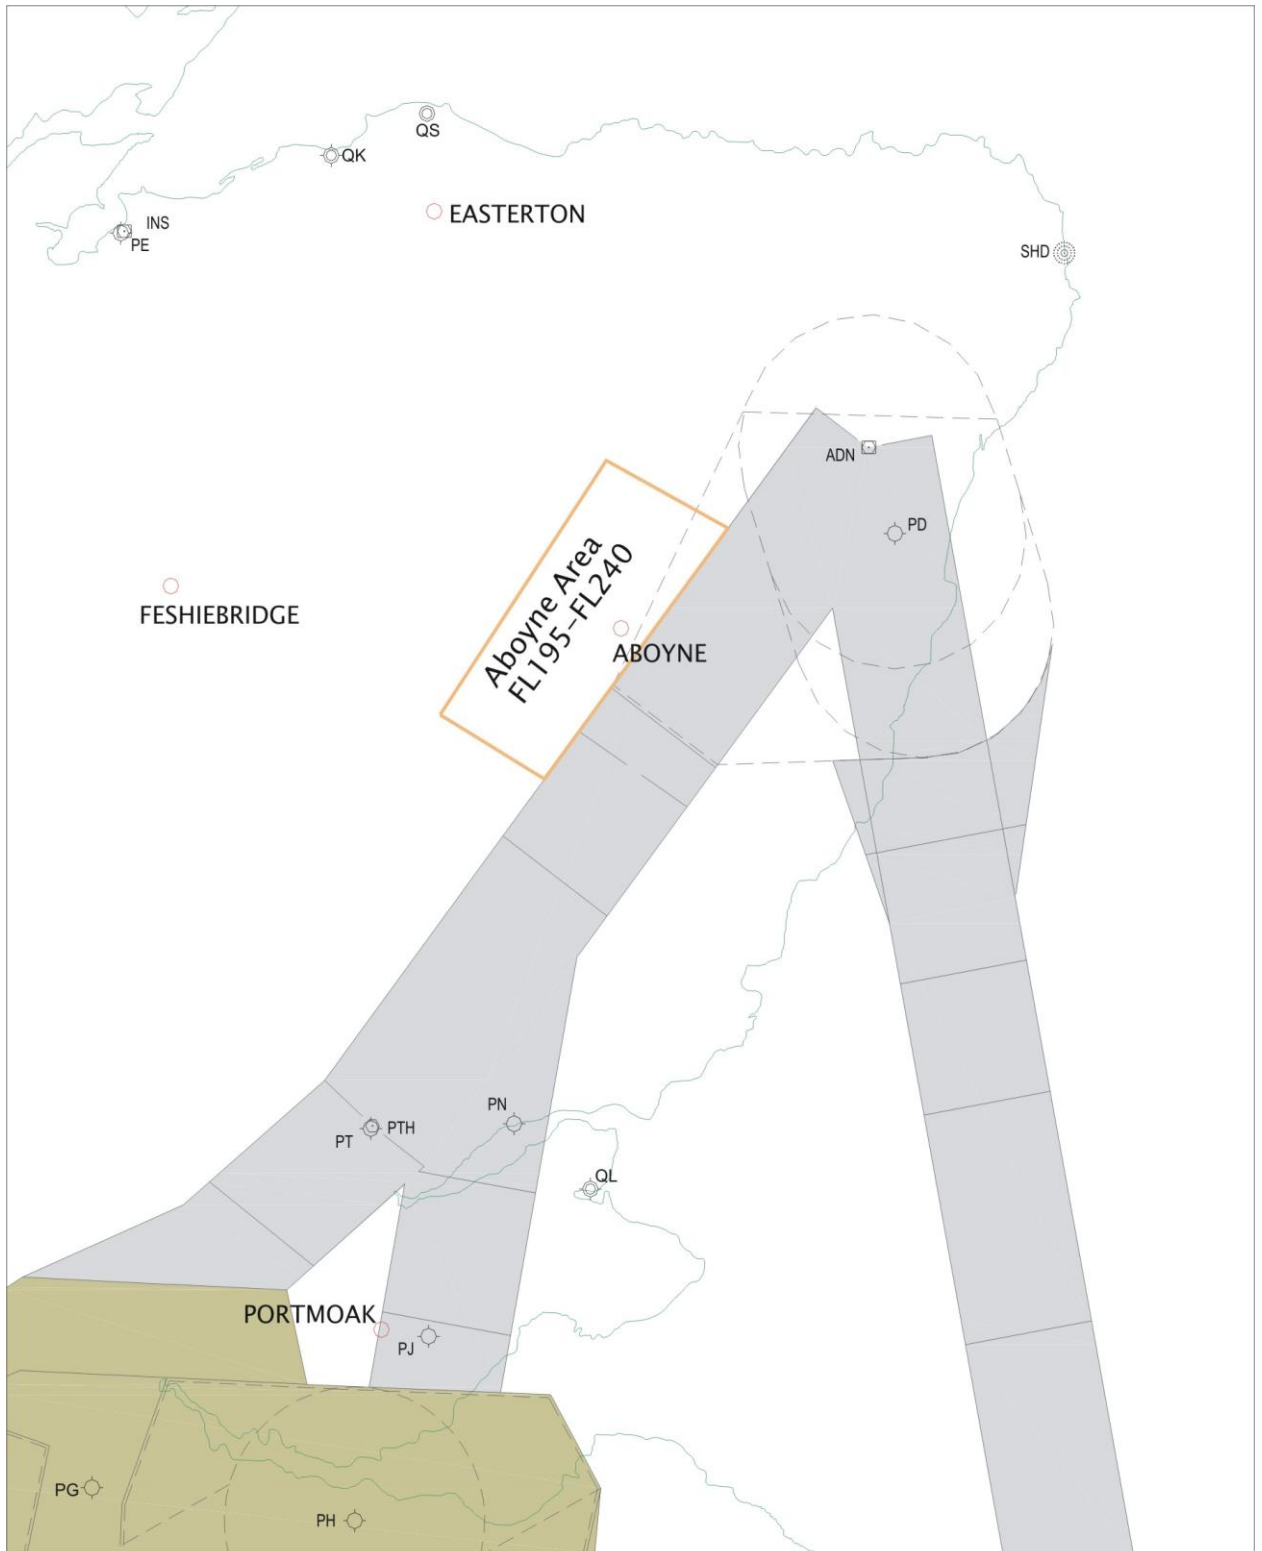 QS
QK
EASTERTON
INS
PE
SHD
ADN
PD
Aboyne Area
FL195-FL240
FESHIEBRIDGE
ABOYNE
PN
PT
PTH
QL
PORTMOAK
PJ
PG
PH